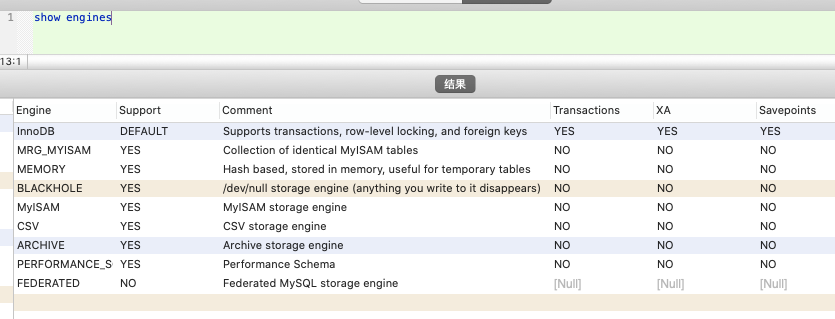 1 show engines
13:1
结果
Engine Support Comment Transactions XA Savepoints
InnoDB DEFAULT Supports transactions, row-level locking, and foreign keys YES YES YES
MRG_MYISAM YES Collection of identical MyISAM tables NO NO NO
MEMORY YES Hash based, stored in memory, useful for temporary tables NO NO NO
BLACKHOLE YES /dev/null storage engine (anything you write to it disappears) NO NO NO
MyISAM YES MyISAM storage engine NO NO NO
CSV YES CSV storage engine NO NO NO
ARCHIVE YES Archive storage engine NO NO NO
PERFORMANCE_S YES Performance Schema NO NO NO
FEDERATED NO Federated MySQL storage engine [Null] [Null] [Null]